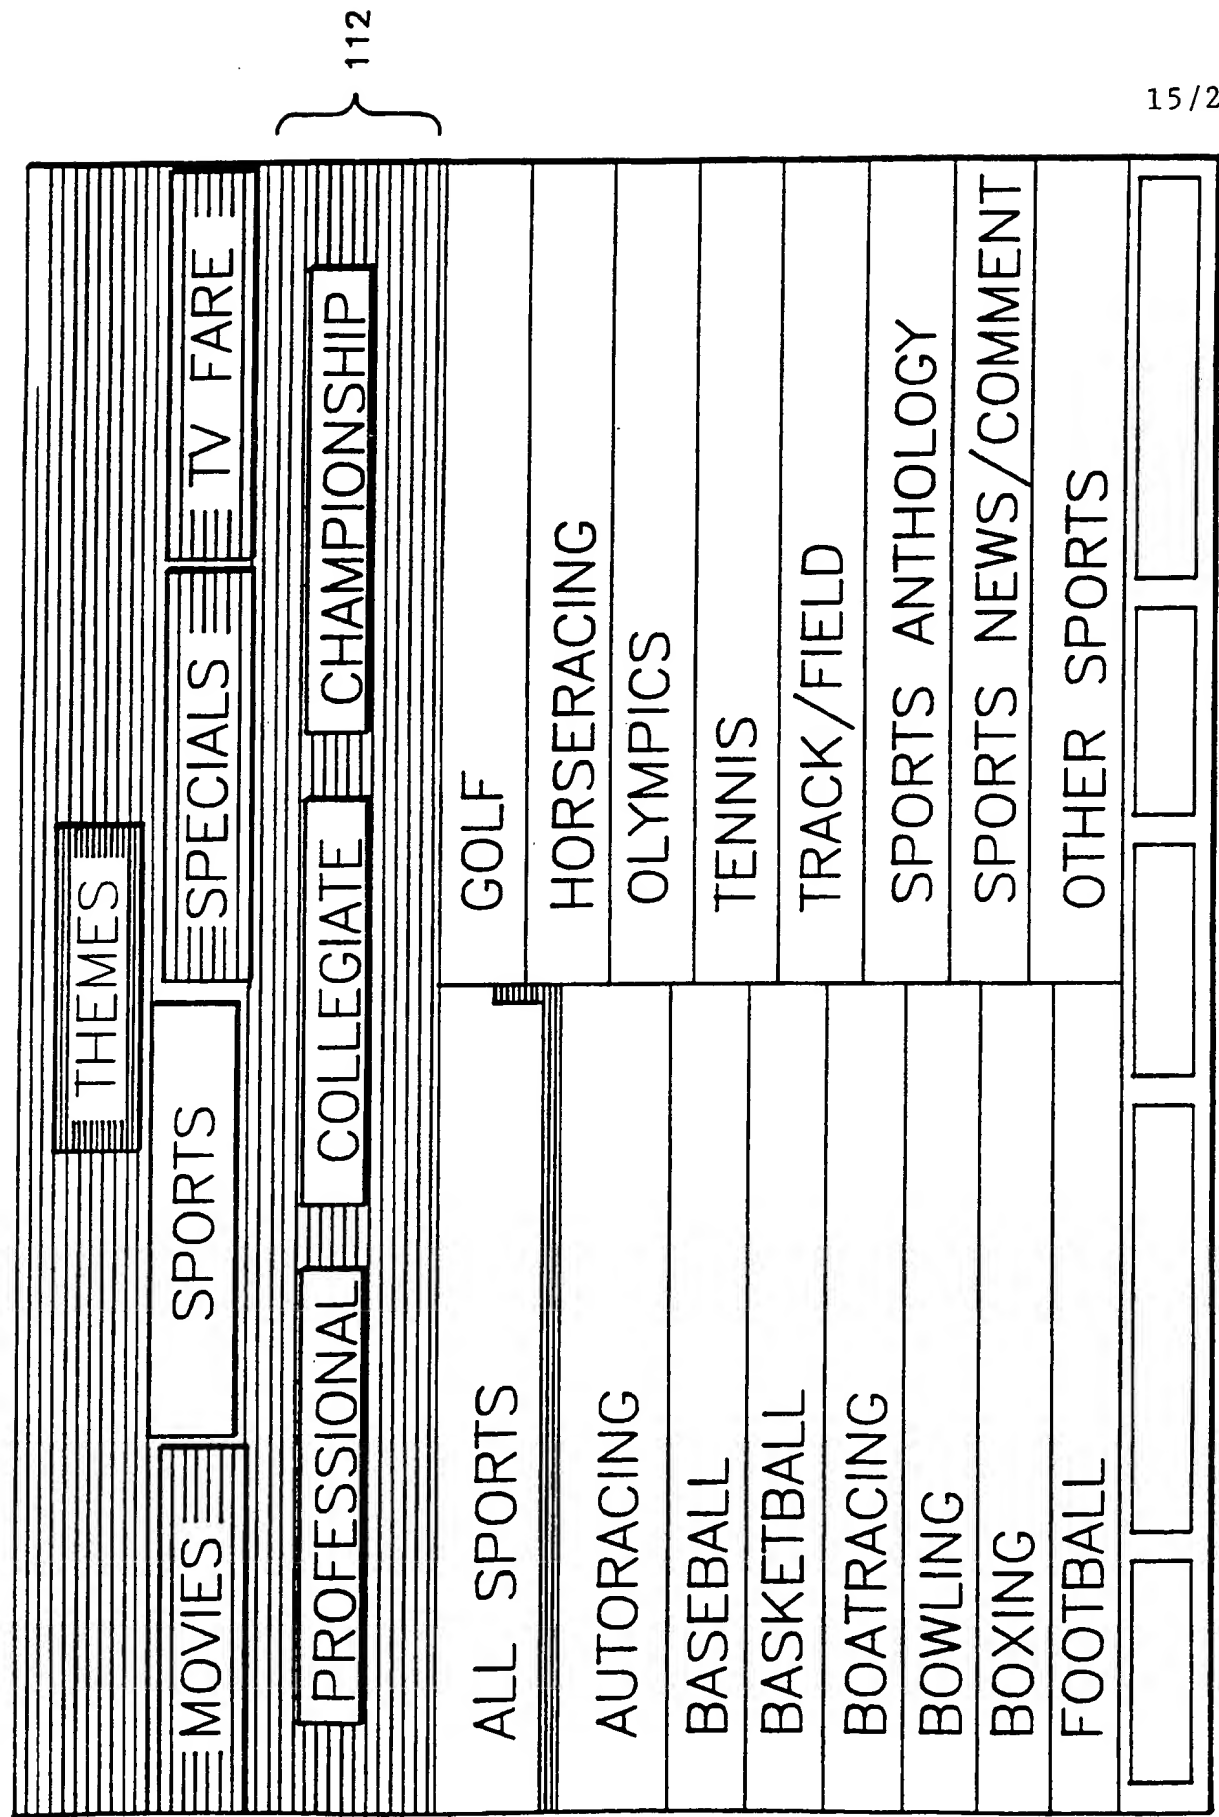 15/2
112
THEMES
MOVIES SPORTS SPECIALS TV FARE
PROFESSIONAL COLLEGIATE CHAMPIONSHIP
ALL SPORTS
AUTORACING
BASEBALL
BASKETBALL
BOATRACING
BOWLING
BOXING
FOOTBALL
GOLF
HORSERACING
OLYMPICS
TENNIS
TRACK/FIELD
SPORTS ANTHOLOGY
SPORTS NEWS/COMMENT
OTHER SPORTS